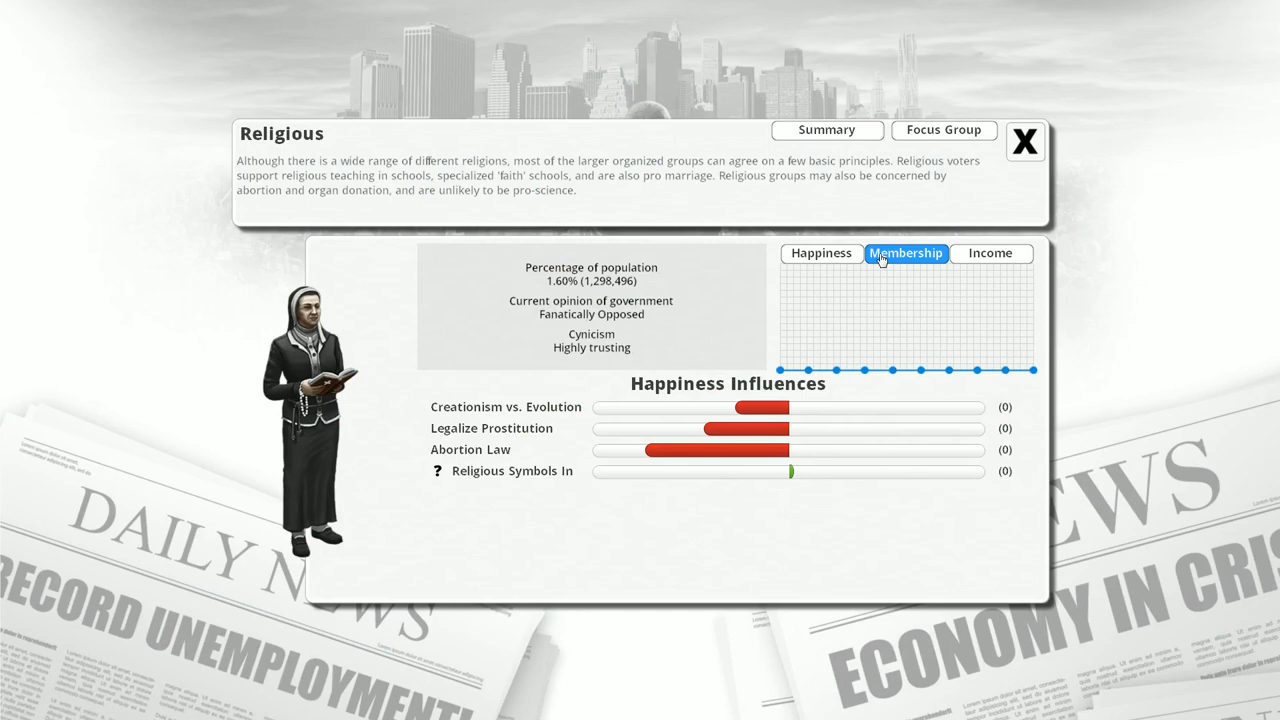 Religious
Summary
Focus Group
X
Although there is a wide range of different religions, most of the larger organized groups can agree on a few basic principles. Religious voters
support religious teaching in schools, specialized 'faith' schools, and are also pro marriage. Religious groups may also be concerned by
abortion and organ donation, and are unlikely to be pro-science.
Percentage of population
1.60% (1,298,496)
Current opinion of government
Fanatically Opposed
Cynicism
Highly trusting
Happiness
Membership
Income
Happiness Influences
Creationism vs. Evolution (0)
Legalize Prostitution (0)
Abortion Law (0)
? Religious Symbols In (0)
DAILY NEWS
RECORD UNEMPLOYMENT!
EWS
ECONOMY IN CRIS